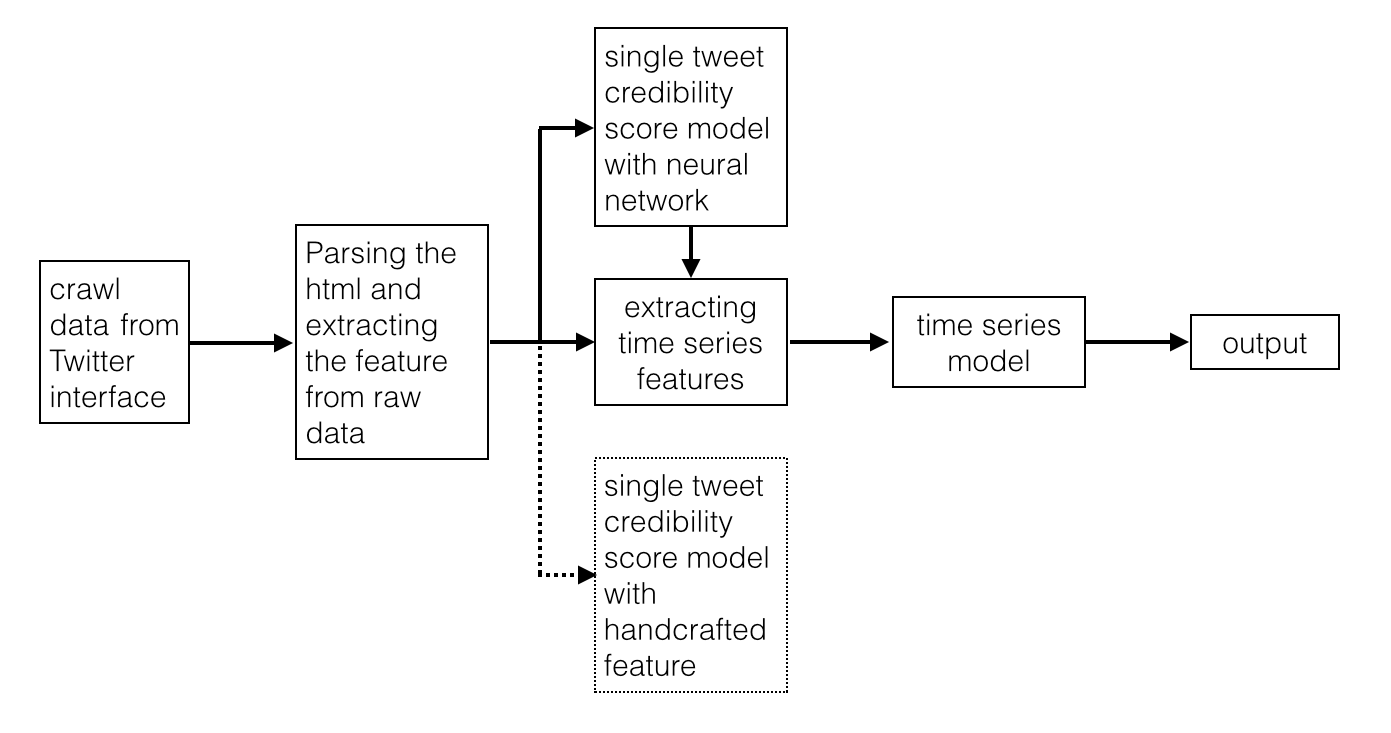 crawl
data from
Twitter
interface
Parsing the
html and
extracting
the feature
from raw
data
single tweet
credibility
score model
with neural
network
extracting
time series
features
single tweet
credibility
score model
with
handcrafted
feature
time series
model
output